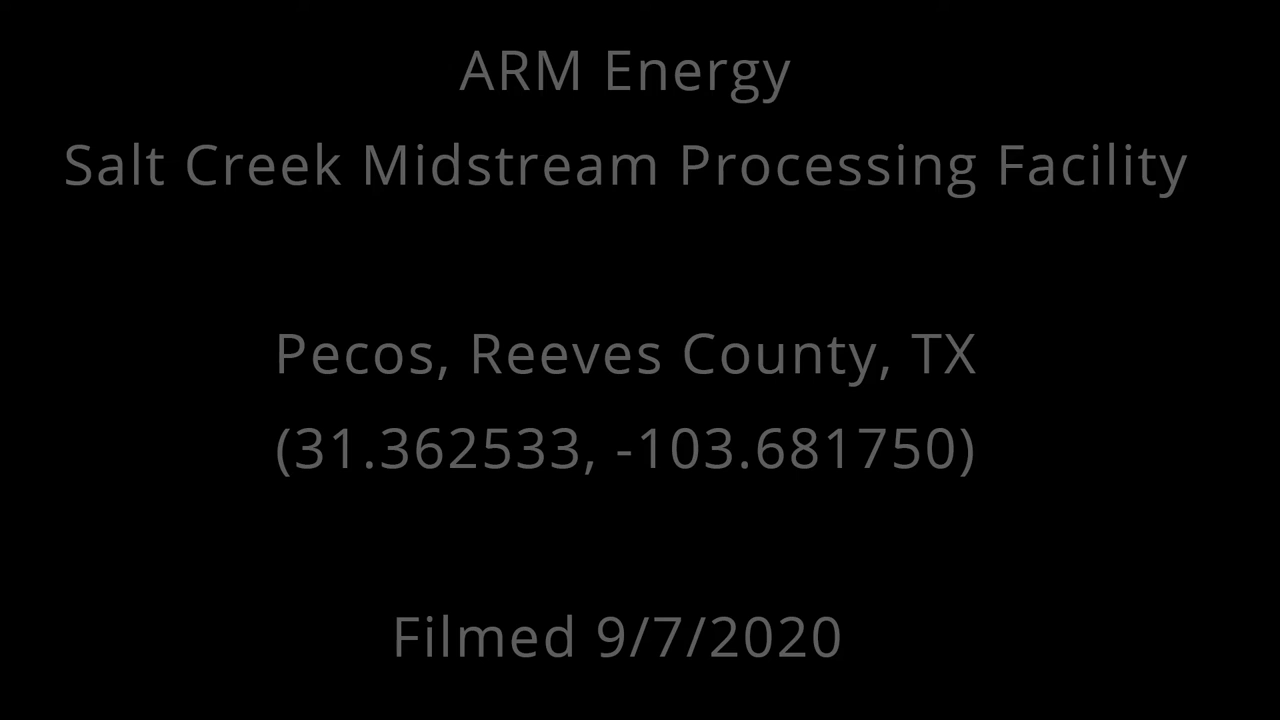 ARM Energy
Salt Creek Midstream Processing Facility
Pecos, Reeves County, TX
(31.362533, -103.681750)
Filmed 9/7/2020